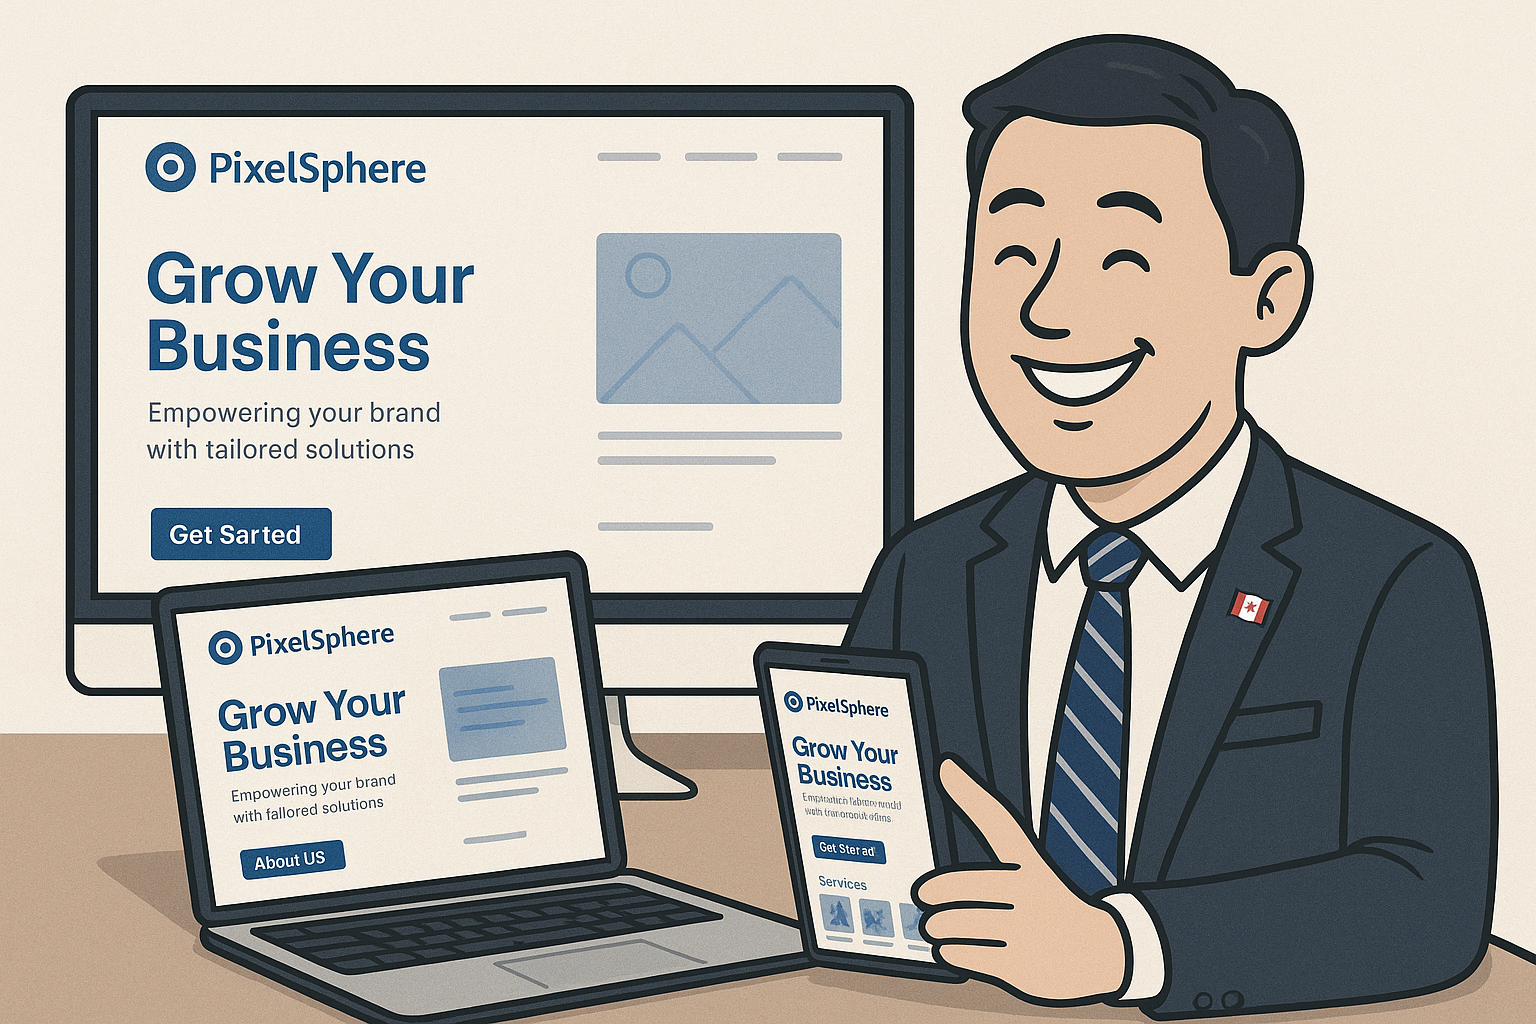 PixelSphere
Grow Your
Business
Empowering your brand
with tailored solutions
Get Sarted
PixelSphere
Grow Your
Business
Empowering your brand
with fallored solutions
About US
PixelSphere
Grow Your
Business
with
Get Ster ad
Services